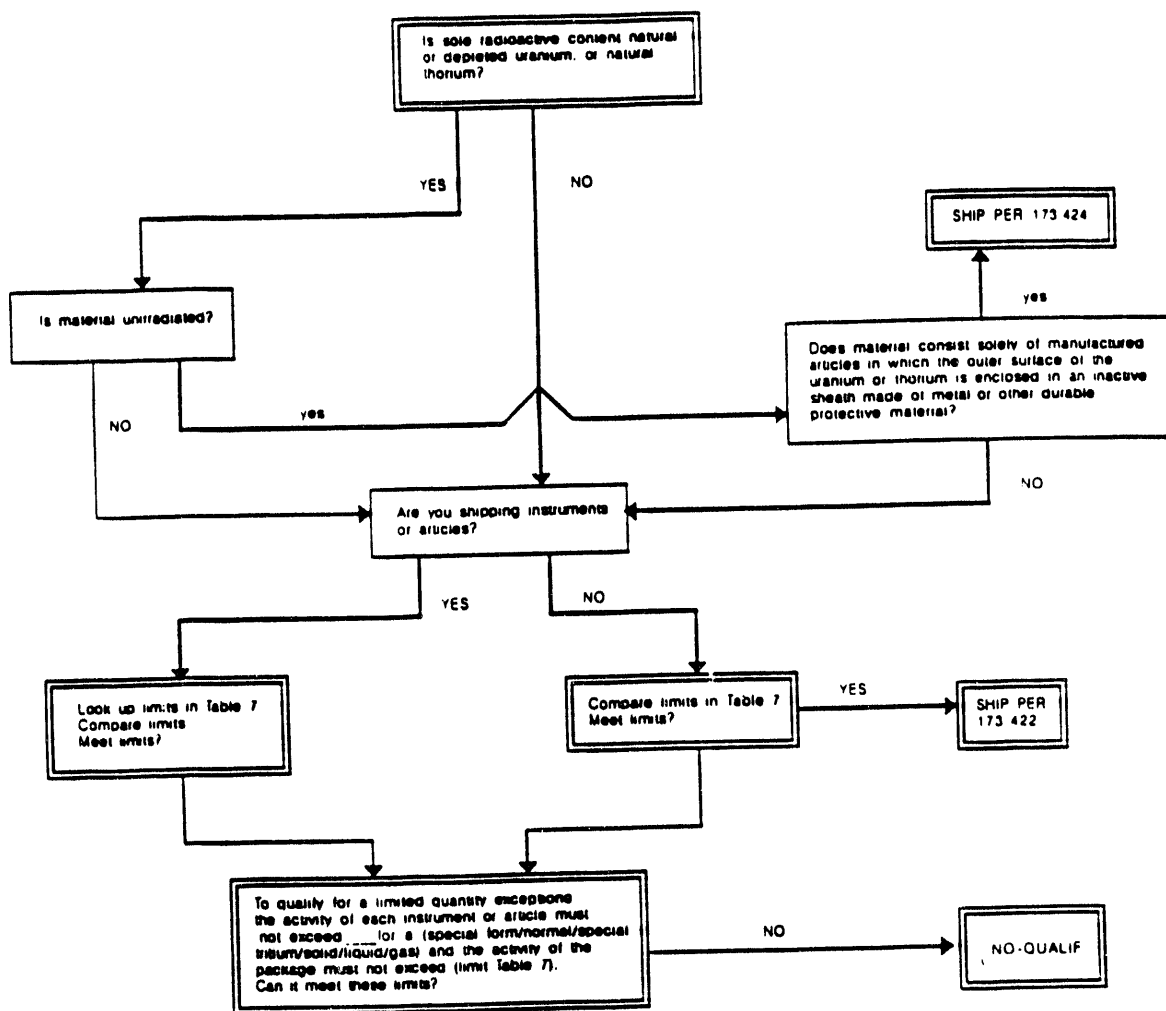 Is sole radioactive content natural
or depleted uranium, or natural
thorium?
YES
NO
SHIP PER 173 424
yes
Is material unirradiated?
Does material consist solely of manufactured
articles in which the outer surface of the
uranium or thorium is enclosed in an inactive
sheath made of metal or other durable
protective material?
NO
yes
NO
Are you shipping instruments
or articles?
YES
NO
Look up limits in Table 7
Compare limits
Meet limits?
Compare limits in Table 7
Meet limits?
YES
SHIP PER
173 422
To qualify for a limited quantity exceptions
the activity of each instrument or article must
not exceed ____ for a (special form/normal/special
tritium/solid/liquid/gas) and the activity of the
package must not exceed (limit Table 7).
Can it meet these limits?
NO
NO-QUALIF